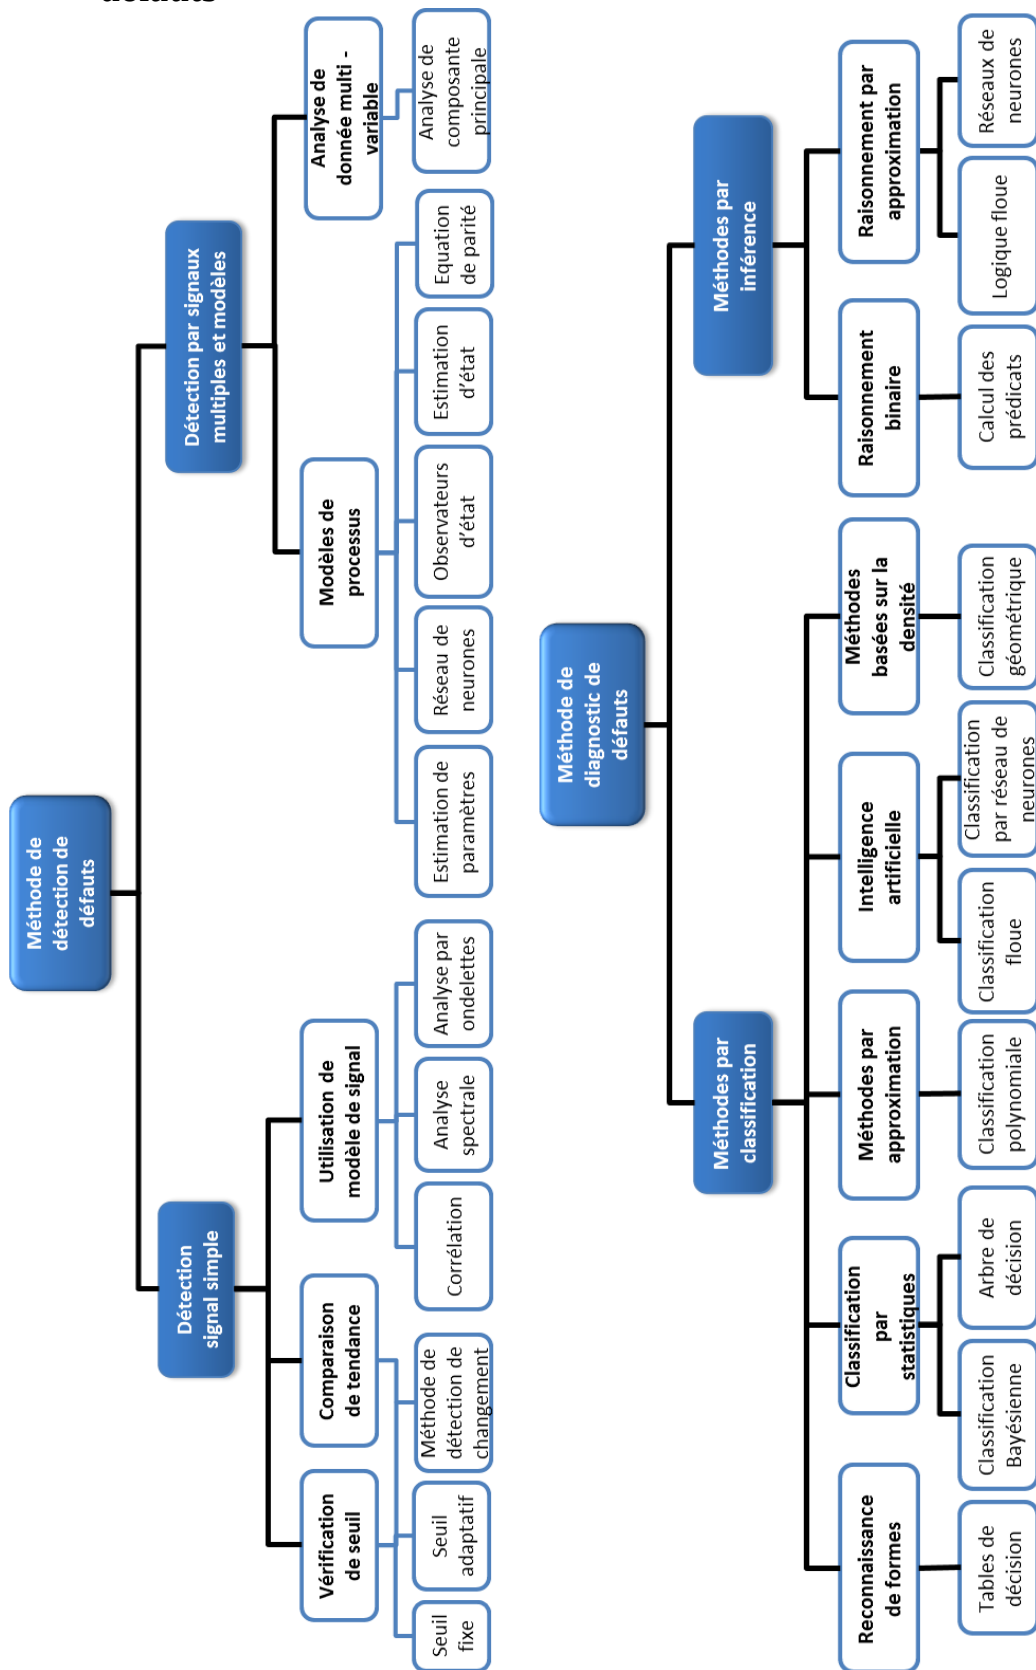 Méthode de
détection de
défauts
Détection
signal simple
Détection par signaux
multiples et modèles
Vérification
de seuil
Comparaison
de tendance
Utilisation de
modèle de signal
Modèles de
processus
Analyse de
donnée multi -
variable
Seuil
fixe
Seuil
adaptatif
Méthode de
détection de
changement
Corrélation
Analyse
spectrale
Analyse par
ondelettes
Estimation de
paramètres
Réseau de
neurones
Observateurs
d'état
Estimation
d'état
Equation
de parité
Analyse de
composante
principale
Méthode de
diagnostic de
défauts
Méthodes par
classification
Méthodes par
inférence
Reconnaissance
de formes
Classification
par
statistiques
Méthodes par
approximation
Intelligence
artificielle
Méthodes
basées sur la
densité
Raisonnement
binaire
Raisonnement par
approximation
Tables de
décision
Classification
Bayésienne
Arbre de
décision
Classification
polynomiale
Classification
floue
Classification
par réseau de
neurones
Classification
géométrique
Calcul des
prédicats
Logique floue
Réseaux de
neurones